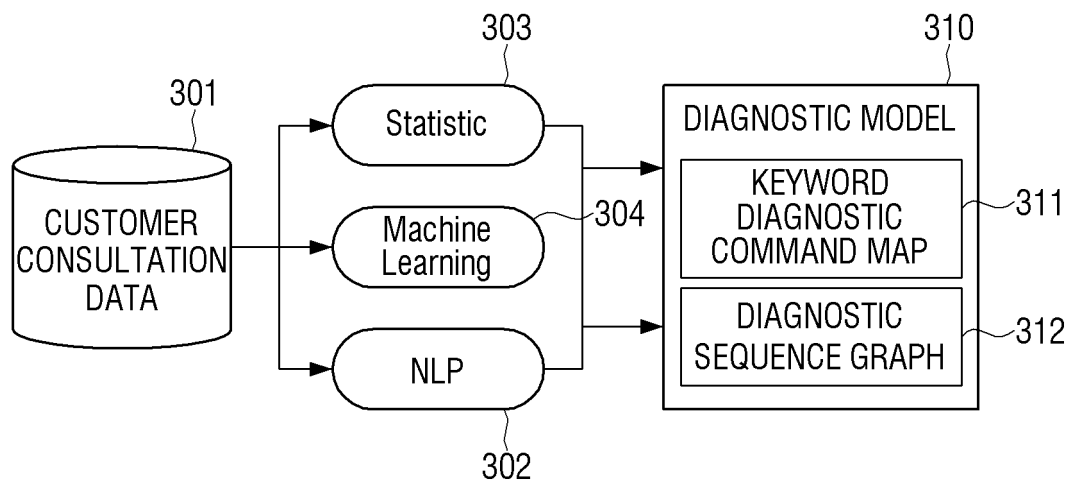 303
310
301
Statistic
DIAGNOSTIC MODEL
CUSTOMER
CONSULTATION
DATA
304
Machine
Learning
KEYWORD
DIAGNOSTIC
COMMAND MAP
311
NLP
DIAGNOSTIC
SEQUENCE GRAPH
312
302